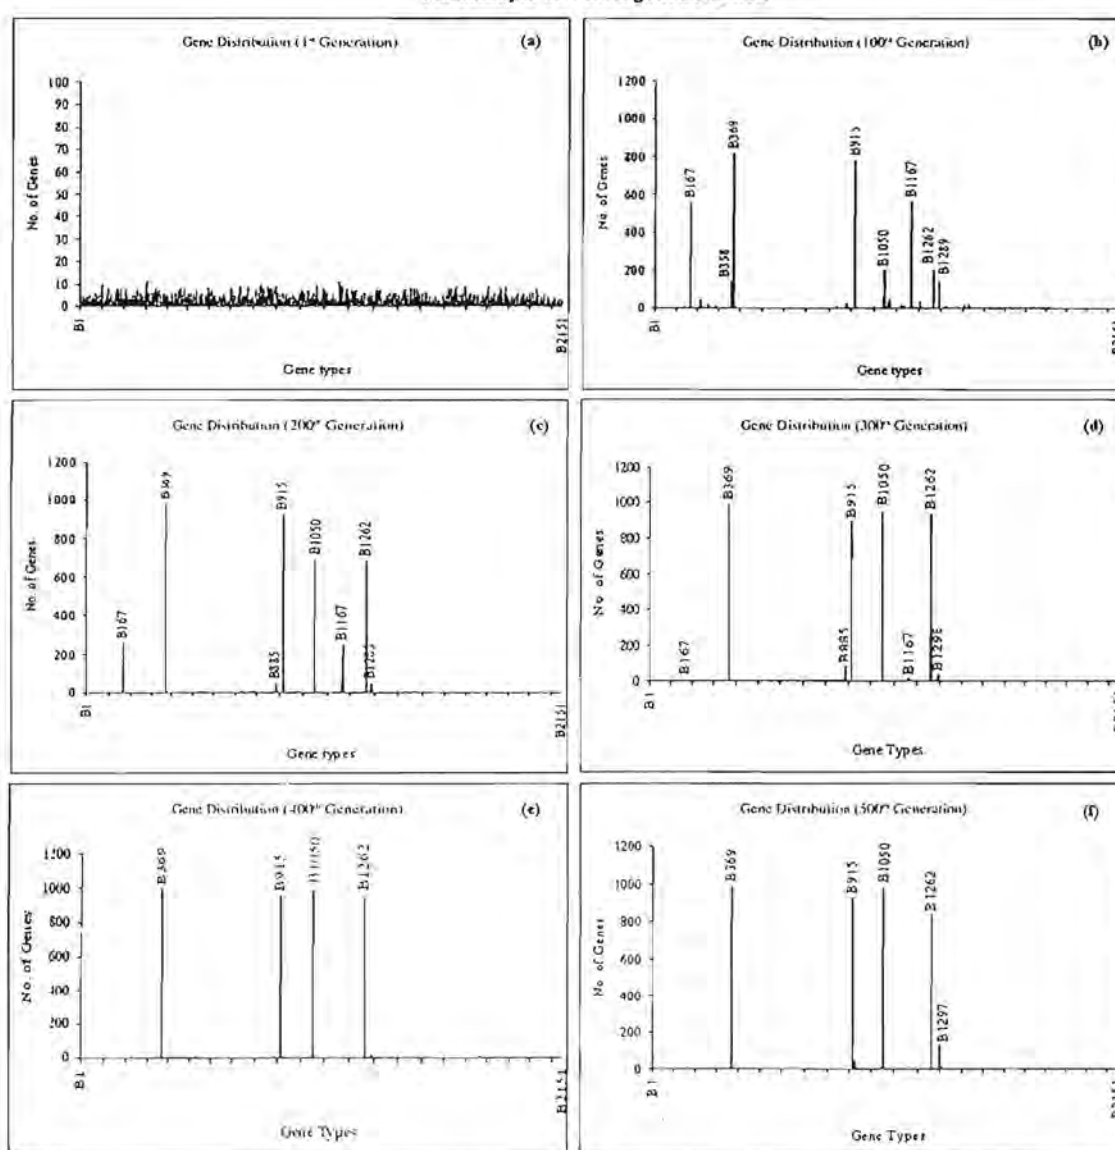 Gene Distribution (1st Generation) (a)
100
90
80
70
60
50
40
30
20
10
0
No. of Genes
B1
B2151
Gene types
Gene Distribution (100th Generation) (b)
1200
1000
800
600
400
200
0
No. of Genes
B167
B358
B369
B915
B1050
B1167
B1262
B1289
B1
Gene types
Gene Distribution (200th Generation) (c)
1200
1000
800
600
400
200
0
No. of Genes
B167
B369
B885
B915
B1050
B1167
B1262
B1
B2151
Gene types
Gene Distribution (300th Generation) (d)
1200
1000
800
600
400
200
0
No. of Genes
B167
B369
B885
B915
B1050
B1167
B1262
B1298
B1
Gene Types
Gene Distribution (400th Generation) (e)
1200
1000
800
600
400
200
0
No. of Genes
B369
B915
B1050
B1262
B1
B2151
Gene Types
Gene Distribution (500th Generation) (f)
1200
1000
800
600
400
200
0
No. of Genes
B369
B915
B1050
B1262
B1297
B1
Gene Types